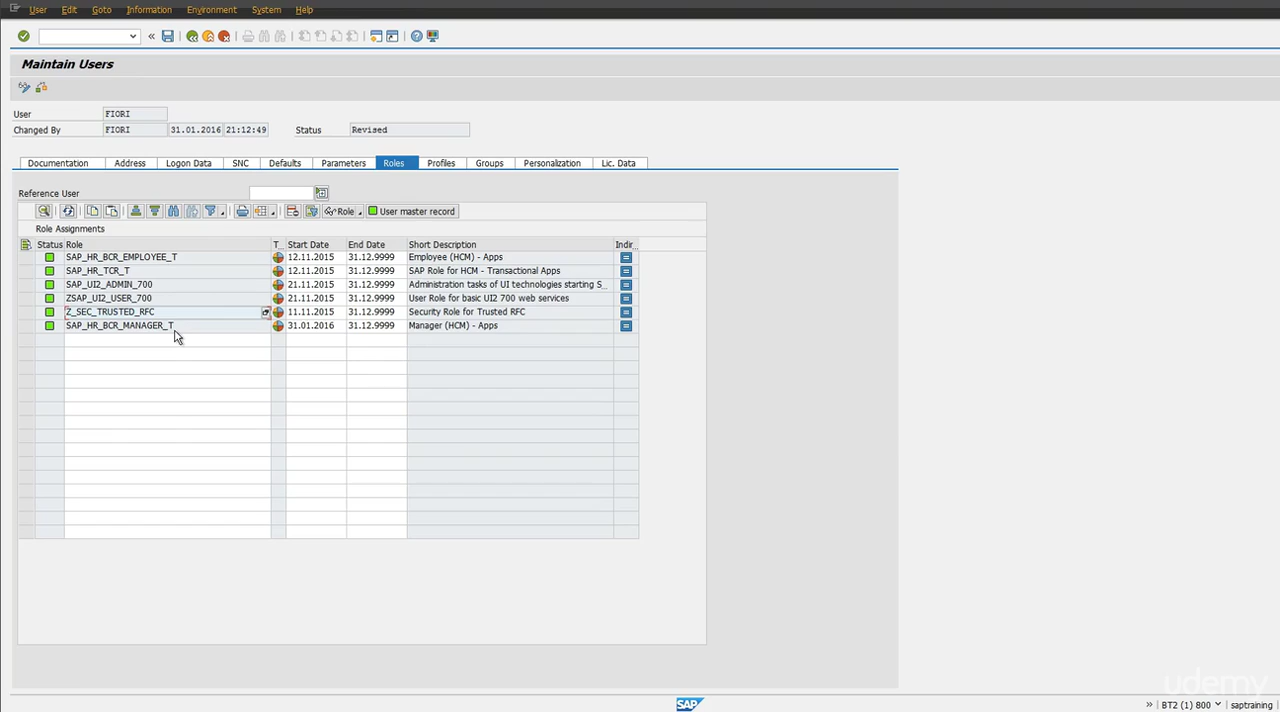 User Edit Goto Information Environment System Help
Maintain Users
User FIORI
Changed By FIORI 31.01.2016 21:12:49 Status Revised
Documentation Address Logon Data SNC Defaults Parameters Roles Profiles Groups Personalization Lic. Data
Reference User
Role User master record
Role Assignments
Status Role T... Start Date End Date Short Description Indir...
SAP_HR_BCR_EMPLOYEE_T 12.11.2015 31.12.9999 Employee (HCM) - Apps
SAP_HR_TCR_T 12.11.2015 31.12.9999 SAP Role for HCM - Transactional Apps
SAP_UI2_ADMIN_700 21.11.2015 31.12.9999 Administration tasks of UI technologies starting S...
ZSAP_UI2_USER_700 21.11.2015 31.12.9999 User Role for basic UI2 700 web services
Z_SEC_TRUSTED_RFC 11.11.2015 31.12.9999 Security Role for Trusted RFC
SAP_HR_BCR_MANAGER_T 31.01.2016 31.12.9999 Manager (HCM) - Apps
udemy
SAP BT2 (1) 800 saptraining